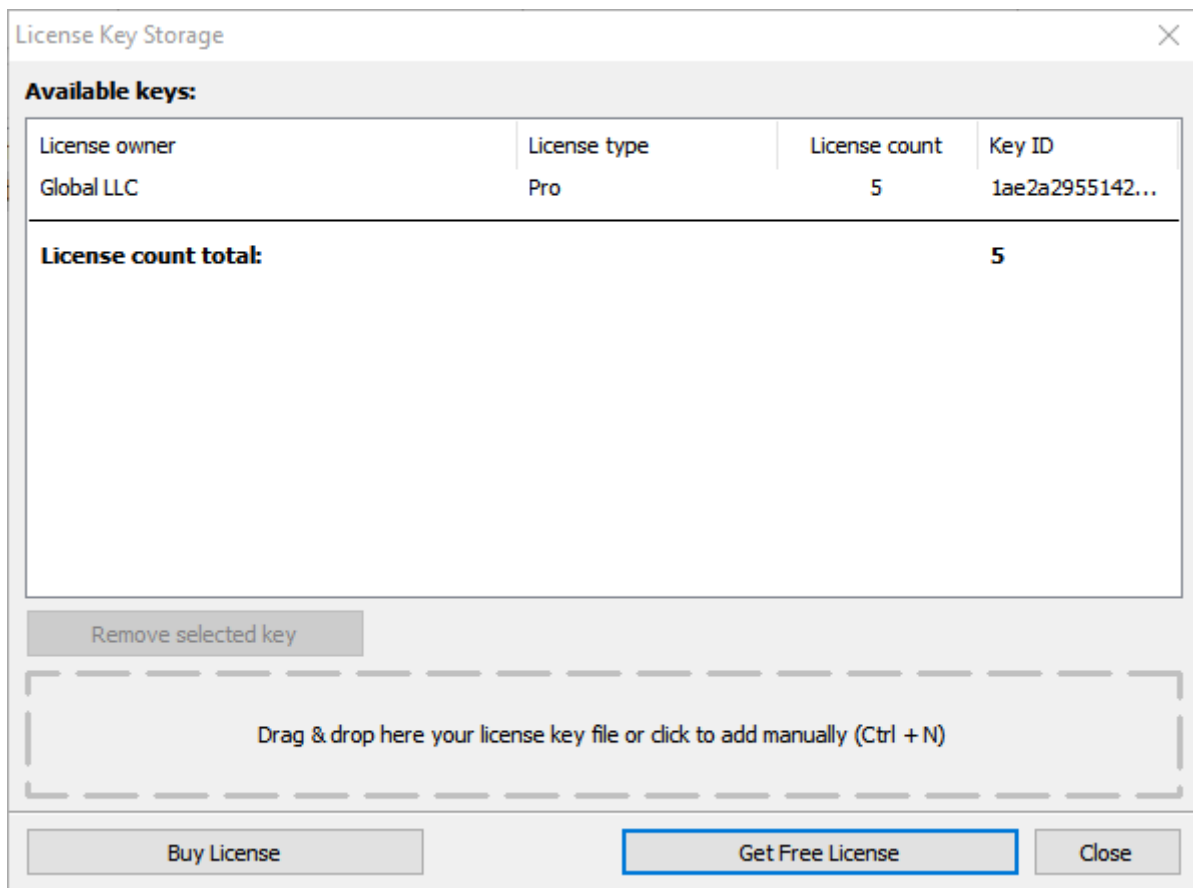 License Key Storage
Available keys:
License owner License type License count Key ID
Global LLC Pro 5 1ae2a2955142...
License count total: 5
Remove selected key
Drag & drop here your license key file or click to add manually (Ctrl + N)
Buy License Get Free License Close